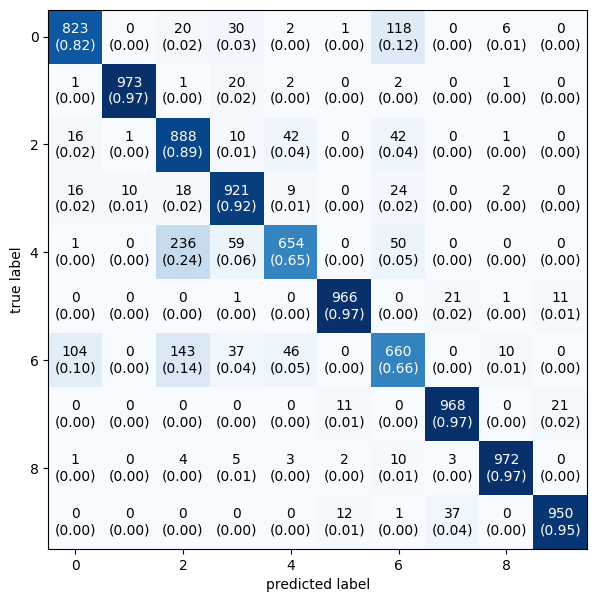 0 823 0 20 30 2 1 118 0 6 0
(0.82) (0.00) (0.02) (0.03) (0.00) (0.00) (0.12) (0.00) (0.01) (0.00)
1 973 1 20 2 0 2 0 1 0
(0.00) (0.97) (0.00) (0.02) (0.00) (0.00) (0.00) (0.00) (0.00) (0.00)
2 16 1 888 10 42 0 42 0 1 0
(0.02) (0.00) (0.89) (0.01) (0.04) (0.00) (0.04) (0.00) (0.00) (0.00)
16 10 18 921 9 0 24 0 2 0
(0.02) (0.01) (0.02) (0.92) (0.01) (0.00) (0.02) (0.00) (0.00) (0.00)
4 1 0 236 59 654 0 50 0 0 0
(0.00) (0.00) (0.24) (0.06) (0.65) (0.00) (0.05) (0.00) (0.00) (0.00)
true label
0 0 0 1 0 966 0 21 1 11
(0.00) (0.00) (0.00) (0.00) (0.00) (0.97) (0.00) (0.02) (0.00) (0.01)
6 104 0 143 37 46 0 660 0 10 0
(0.10) (0.00) (0.14) (0.04) (0.05) (0.00) (0.66) (0.00) (0.01) (0.00)
0 0 0 0 0 11 0 968 0 21
(0.00) (0.00) (0.00) (0.00) (0.00) (0.01) (0.00) (0.97) (0.00) (0.02)
8 1 0 4 5 3 2 10 3 972 0
(0.00) (0.00) (0.00) (0.01) (0.00) (0.00) (0.01) (0.00) (0.97) (0.00)
0 0 0 0 0 12 1 37 0 950
(0.00) (0.00) (0.00) (0.00) (0.00) (0.01) (0.00) (0.04) (0.00) (0.95)
0 2 4 6 8
predicted label